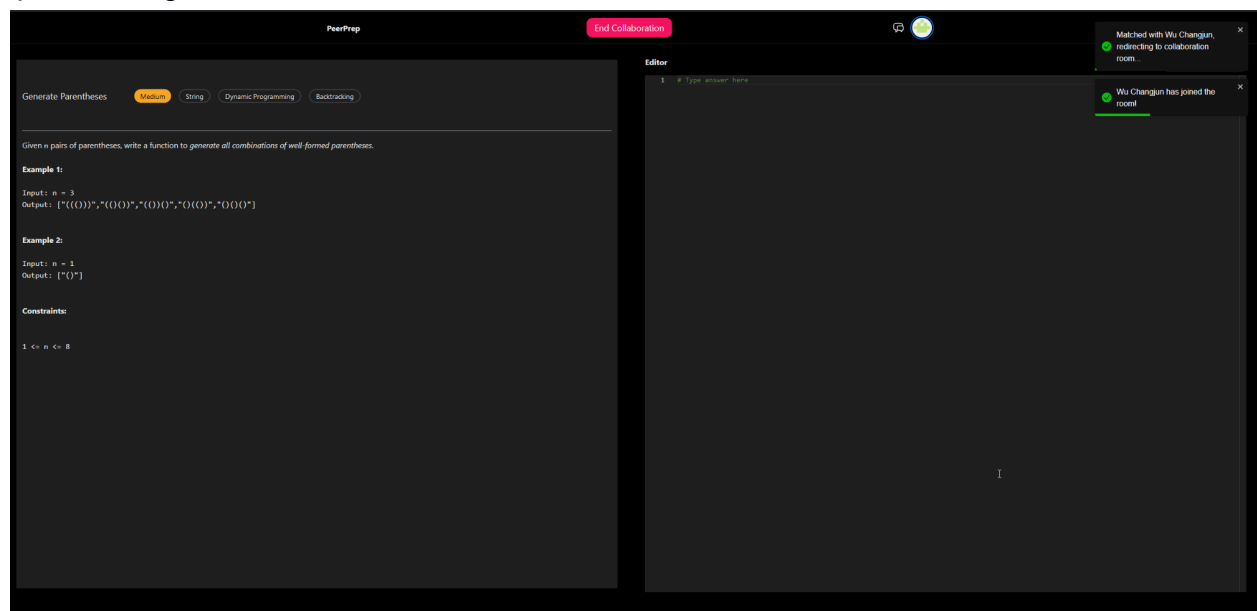 PeerPrep
End Collaboration
Matched with Wu Changjun,
redirecting to collaboration
room...
Wu Changjun has joined the
room!
Generate Parentheses Medium String Dynamic Programming Backtracking
Given n pairs of parentheses, write a function to generate all combinations of well-formed parentheses.
Example 1:
Input: n = 3
Output: ["((()))","(()())","(())()","()(())","()()()"]
Example 2:
Input: n = 1
Output: ["()"]
Constraints:
1 <= n <= 8
Editor
1 # Type answer here